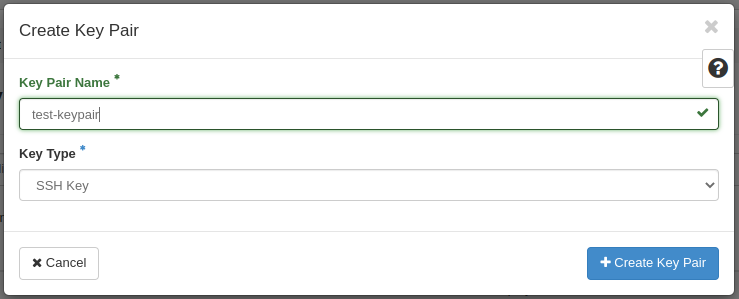 Create Key Pair
Key Pair Name *
test-keypair
Key Type *
SSH Key
Cancel
Create Key Pair